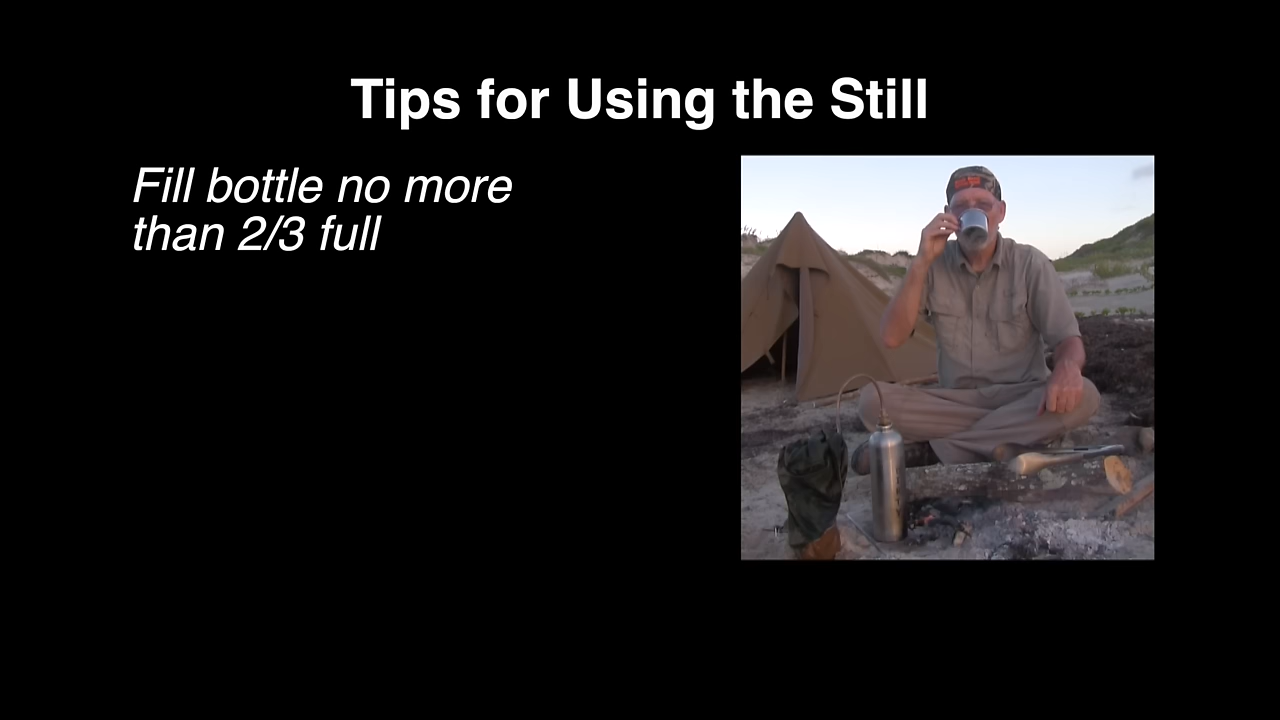 Tips for Using the Still
Fill bottle no more
than 2/3 full